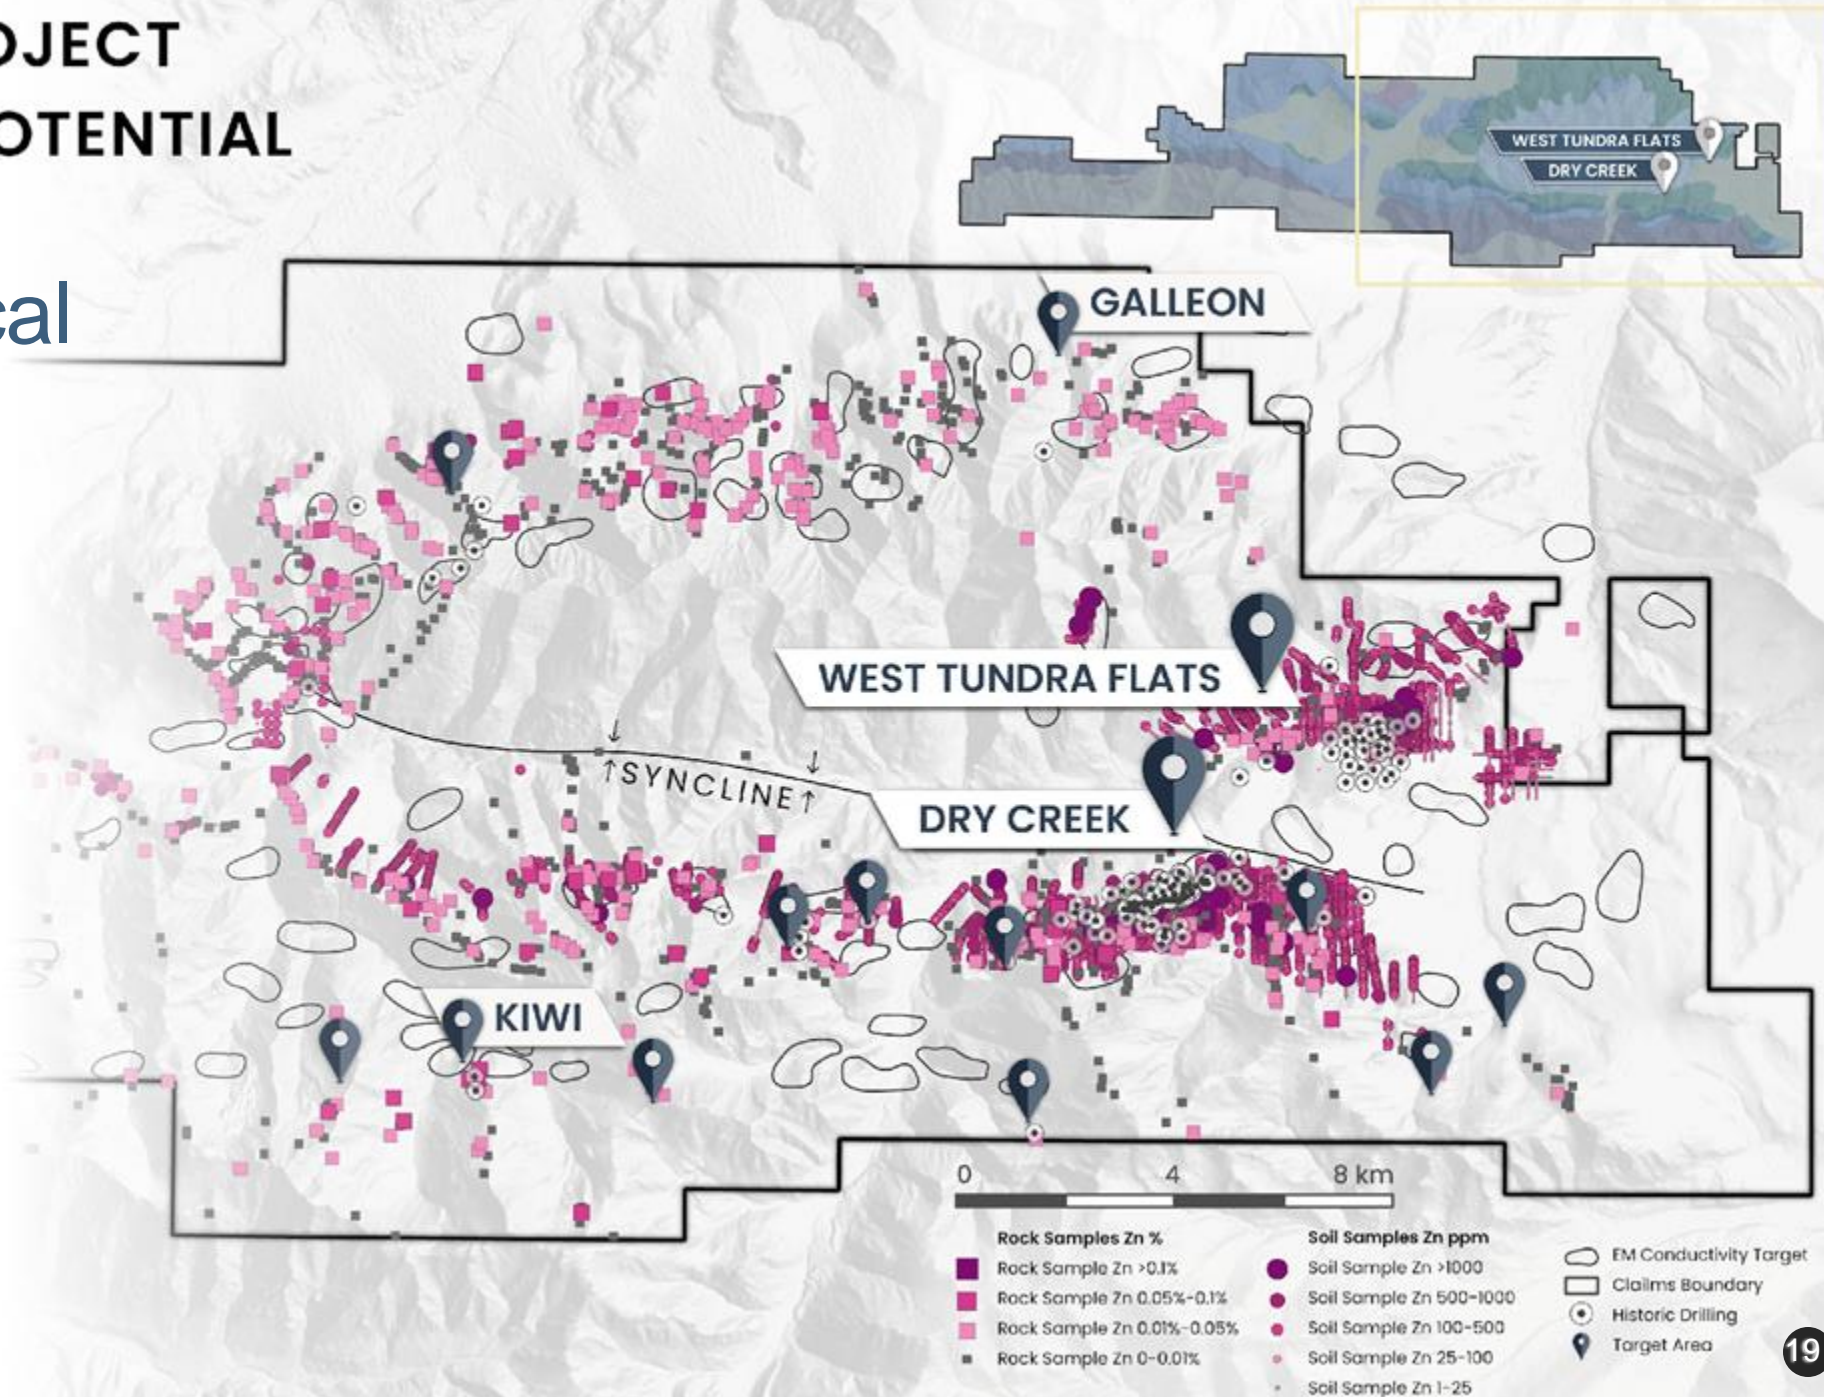 OJECT
OTENTIAL
cal
WEST TUNDRA FLATS
DRY CREEK
GALLEON
WEST TUNDRA FLATS
↑SYNCLINE↑
DRY CREEK
KIWI
0 4 8 km
Rock Samples Zn %
Rock Sample Zn >0.1%
Rock Sample Zn 0.05%-0.1%
Rock Sample Zn 0.01%-0.05%
Rock Sample Zn 0-0.01%
Soil Samples Zn ppm
Soil Sample Zn >1000
Soil Sample Zn 500-1000
Soil Sample Zn 100-500
Soil Sample Zn 25-100
Soil Sample Zn 1-25
EM Conductivity Target
Claims Boundary
Historic Drilling
Target Area
19